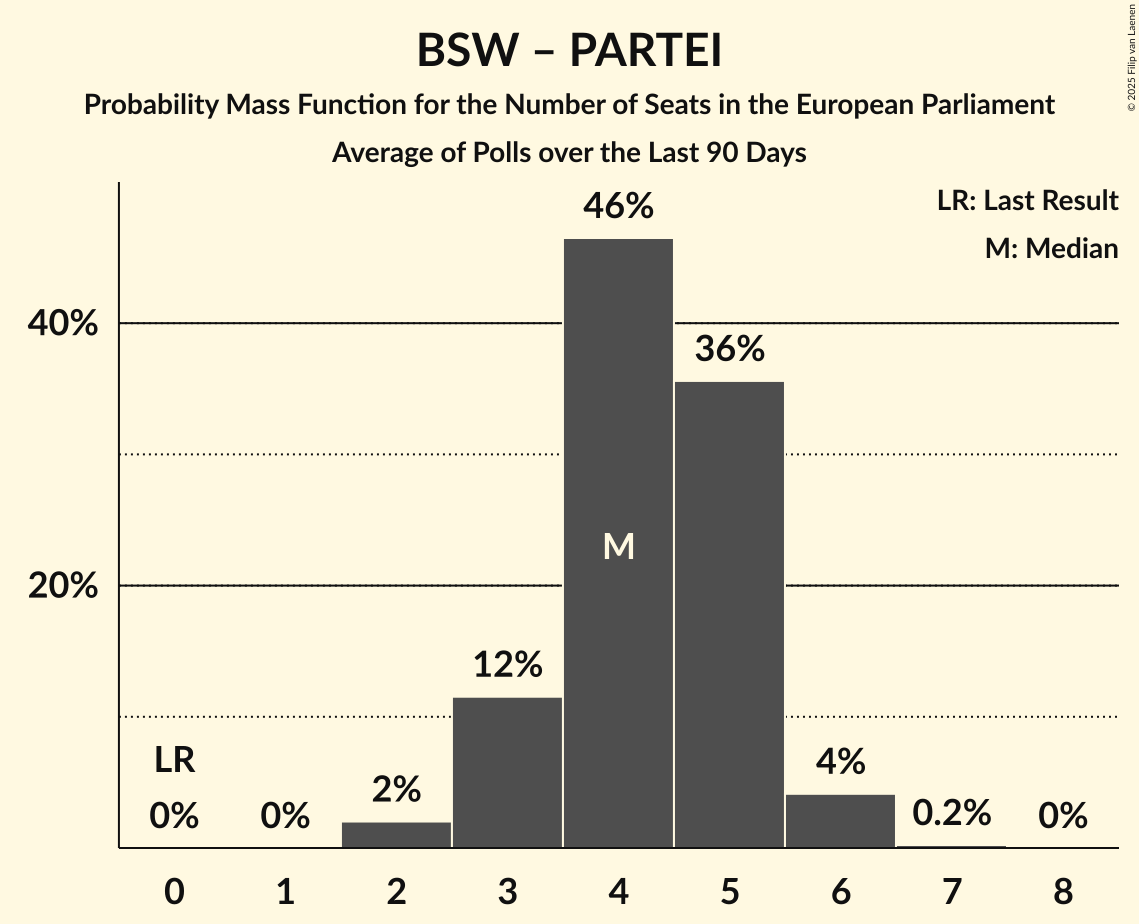 BSW – PARTEI
Probability Mass Function for the Number of Seats in the European Parliament
Average of Polls over the Last 90 Days
© 2025 Filip van Laenen
LR: Last Result
M: Median
46%
40%
36%
M
20%
12%
LR
4%
2%
0%
0%
0.2%
0%
0 1 2 3 4 5 6 7 8